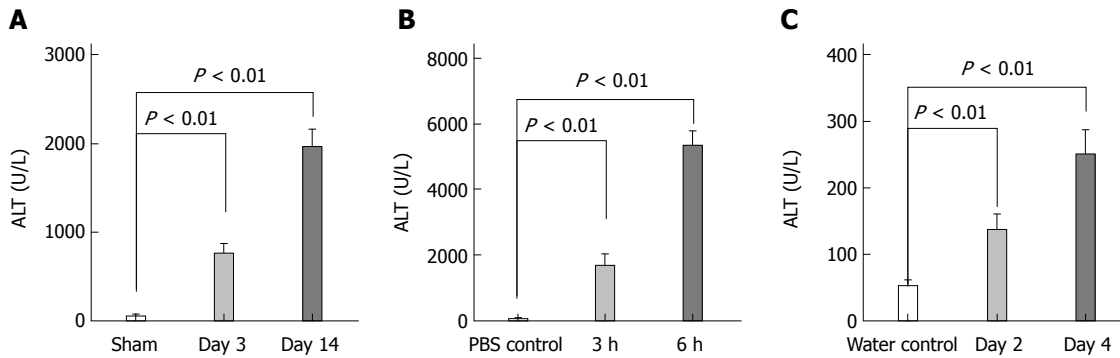 A
3000
2000
1000
0
ALT (U/L)
P < 0.01
P < 0.01
Sham Day 3 Day 14
B
8000
6000
4000
2000
0
ALT (U/L)
P < 0.01
P < 0.01
PBS control 3 h 6 h
C
400
300
200
100
0
ALT (U/L)
P < 0.01
P < 0.01
Water control Day 2 Day 4